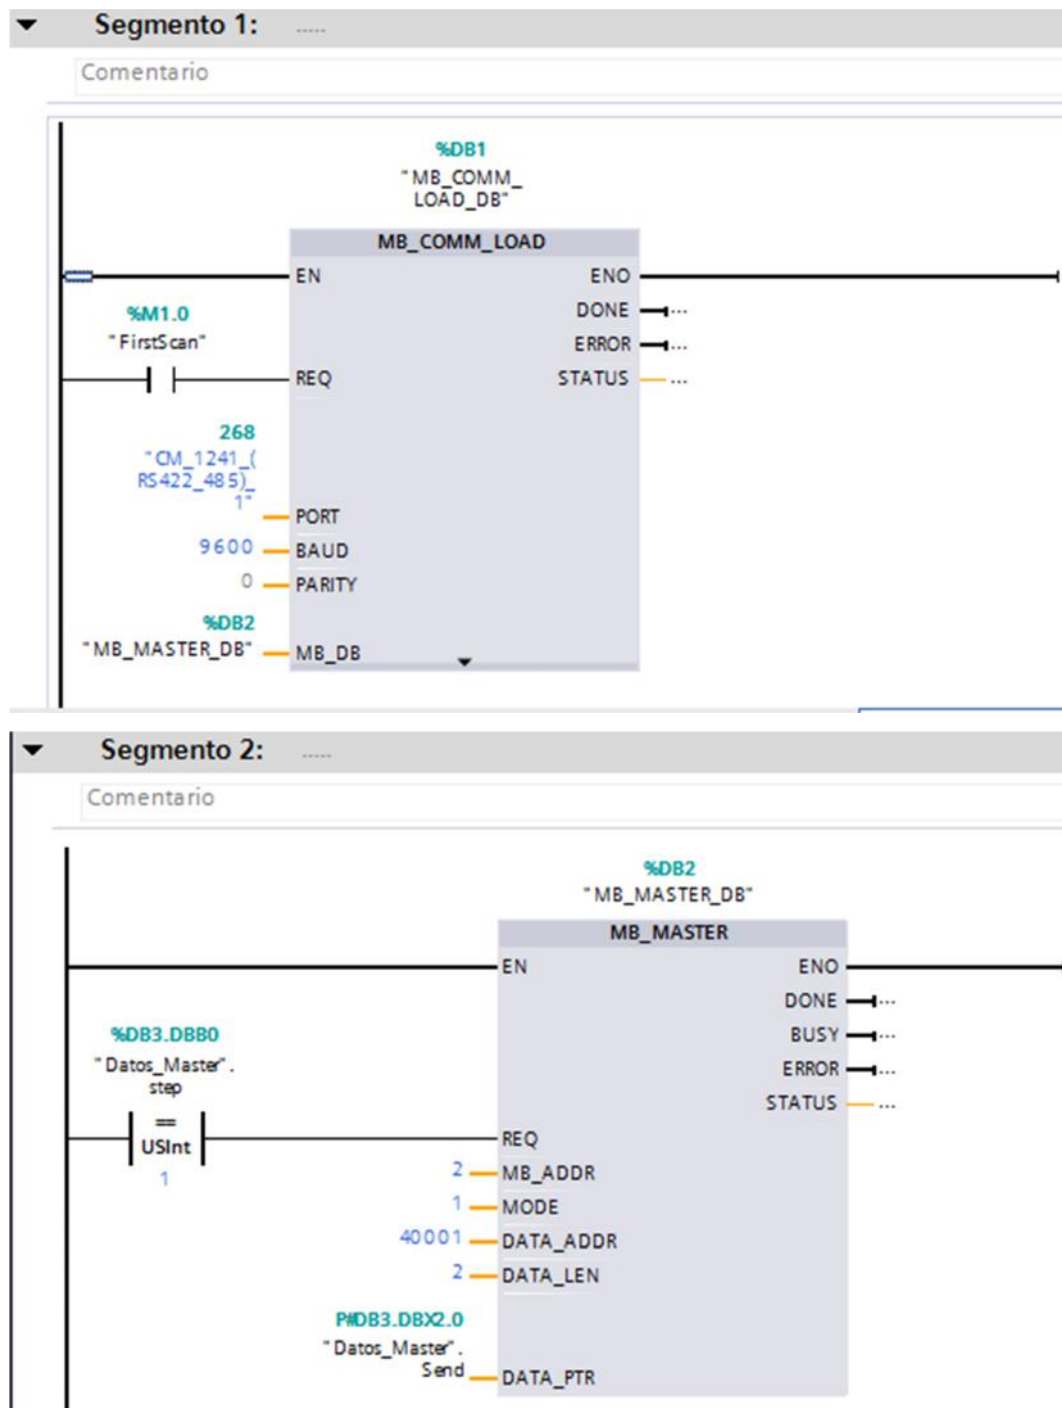 Segmento 1: .....
Comentario
%DB1
"MB_COMM_
LOAD_DB"
MB_COMM_LOAD
EN ENO
%M1.0 DONE ...
"FirstScan" ERROR ...
REQ STATUS ...
268
"CM_1241_(
RS422_485)_
1"
PORT
9600 BAUD
0 PARITY
%DB2
"MB_MASTER_DB" MB_DB
Segmento 2: .....
Comentario
%DB2
"MB_MASTER_DB"
MB_MASTER
EN ENO
DONE ...
%DB3.DBB0 BUSY ...
"Datos_Master". ERROR ...
step
STATUS ...
==
USInt REQ
1
2 MB_ADDR
1 MODE
40001 DATA_ADDR
2 DATA_LEN
P#DB3.DBX2.0
"Datos_Master".
Send DATA_PTR